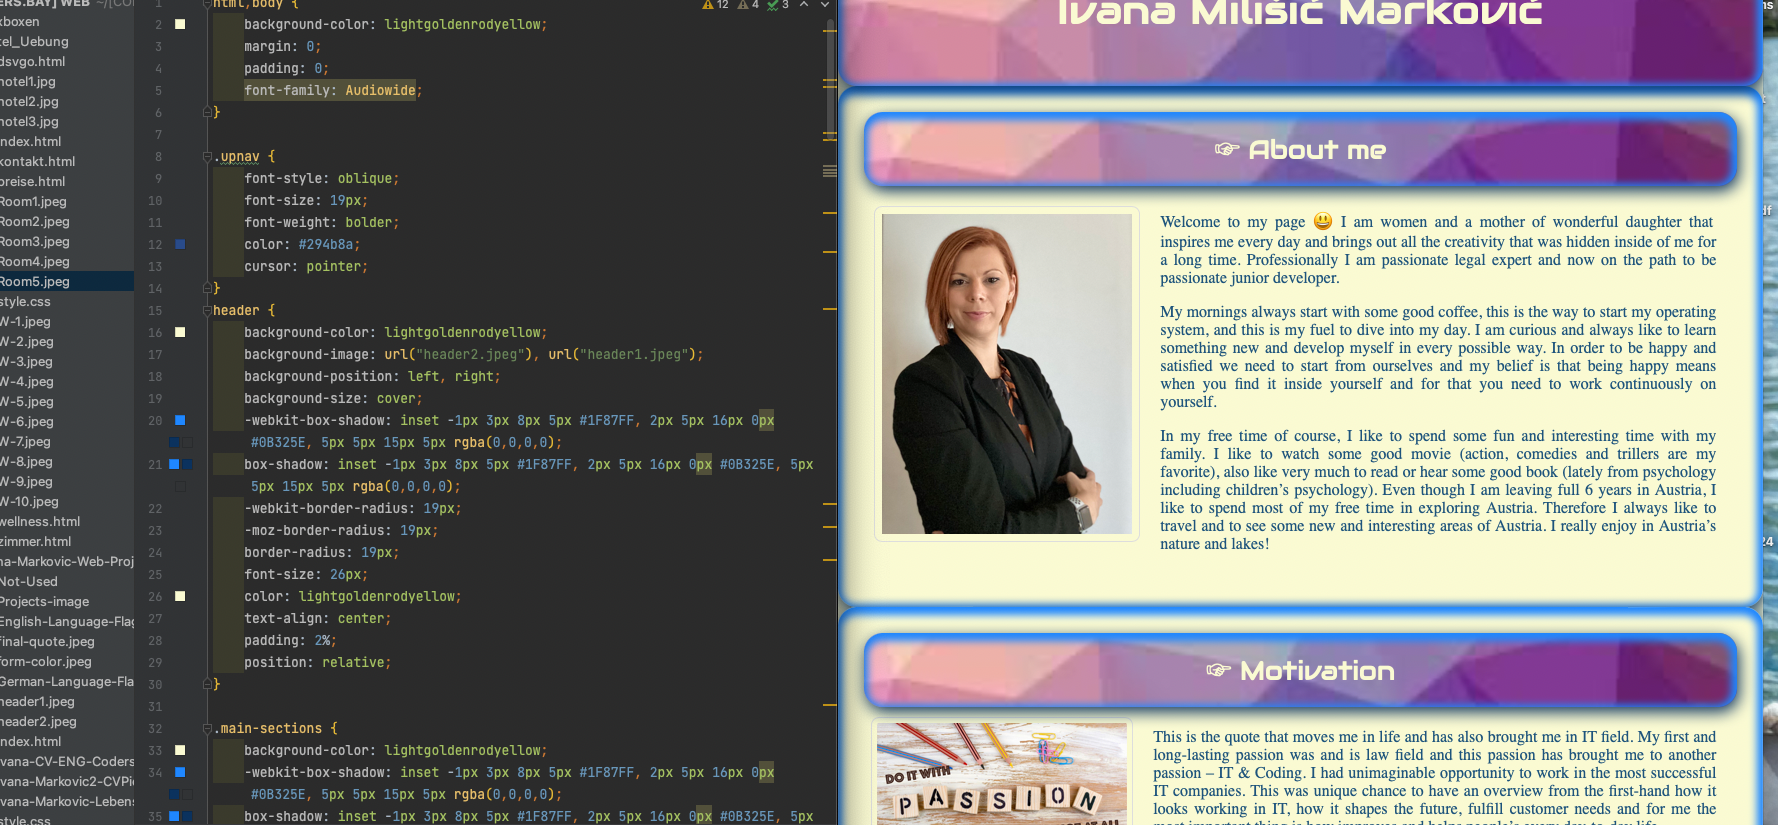 ERS.BAY] WEB ~/[CO
xboxen
tel_Uebung
dsvgo.html
hotel1.jpg
hotel2.jpg
hotel3.jpg
index.html
kontakt.html
preise.html
Room1.jpeg
Room2.jpeg
Room3.jpeg
Room4.jpeg
Room5.jpeg
style.css
W-1.jpeg
W-2.jpeg
W-3.jpeg
W-4.jpeg
W-5.jpeg
W-6.jpeg
W-7.jpeg
W-8.jpeg
W-9.jpeg
W-10.jpeg
wellness.html
zimmer.html
na-Markovic-Web-Proj
Not-Used
Projects-image
English-Language-Flag
final-quote.jpeg
form-color.jpeg
German-Language-Fla
header1.jpeg
header2.jpeg
index.html
vana-CV-ENG-Coders
vana-Markovic2-CVPi
vana-Markovic-Leben
style.css
12 4 3
1 html,body {
2 background-color: lightgoldenrodyellow;
3 margin: 0;
4 padding: 0;
5 font-family: Audiowide;
6 }
7
8 .upnav {
9 font-style: oblique;
10 font-size: 19px;
11 font-weight: bolder;
12 color: #294b8a;
13 cursor: pointer;
14 }
15 header {
16 background-color: lightgoldenrodyellow;
17 background-image: url("header2.jpeg"), url("header1.jpeg");
18 background-position: left, right;
19 background-size: cover;
20 -webkit-box-shadow: inset -1px 3px 8px 5px #1F87FF, 2px 5px 16px 0px
#0B325E, 5px 5px 15px 5px rgba(0,0,0,0);
21 box-shadow: inset -1px 3px 8px 5px #1F87FF, 2px 5px 16px 0px #0B325E, 5px
5px 15px 5px rgba(0,0,0,0);
22 -webkit-border-radius: 19px;
23 -moz-border-radius: 19px;
24 border-radius: 19px;
25 font-size: 26px;
26 color: lightgoldenrodyellow;
27 text-align: center;
28 padding: 2%;
29 position: relative;
30 }
31
32 .main-sections {
33 background-color: lightgoldenrodyellow;
34 -webkit-box-shadow: inset -1px 3px 8px 5px #1F87FF, 2px 5px 16px 0px
#0B325E, 5px 5px 15px 5px rgba(0,0,0,0);
35 box-shadow: inset -1px 3px 8px 5px #1F87FF, 2px 5px 16px 0px #0B325E, 5px
Ivana Milišić Marković
☞ About me
Welcome to my page 😃 I am women and a mother of wonderful daughter that
inspires me every day and brings out all the creativity that was hidden inside of me for
a long time. Professionally I am passionate legal expert and now on the path to be
passionate junior developer.
My mornings always start with some good coffee, this is the way to start my operating
system, and this is my fuel to dive into my day. I am curious and always like to learn
something new and develop myself in every possible way. In order to be happy and
satisfied we need to start from ourselves and my belief is that being happy means
when you find it inside yourself and for that you need to work continuously on
yourself.
In my free time of course, I like to spend some fun and interesting time with my
family. I like to watch some good movie (action, comedies and trillers are my
favorite), also like very much to read or hear some good book (lately from psychology
including children's psychology). Even though I am leaving full 6 years in Austria, I
like to spend most of my free time in exploring Austria. Therefore I always like to
travel and to see some new and interesting areas of Austria. I really enjoy in Austria's
nature and lakes!
☞ Motivation
DO IT WITH
PASSION
This is the quote that moves me in life and has also brought me in IT field. My first and
long-lasting passion was and is law field and this passion has brought me to another
passion – IT & Coding. I had unimaginable opportunity to work in the most successful
IT companies. This was unique chance to have an overview from the first-hand how it
looks working in IT, how it shapes the future, fulfill customer needs and for me the